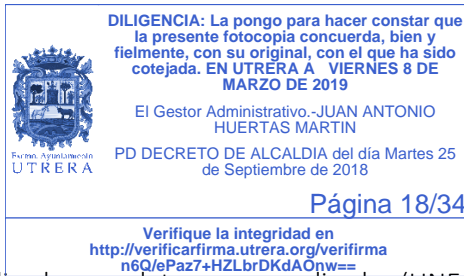 DILIGENCIA: La pongo para hacer constar que
la presente fotocopia concuerda, bien y
fielmente, con su original, con el que ha sido
cotejada. EN UTRERA A VIERNES 8 DE
MARZO DE 2019
El Gestor Administrativo.-JUAN ANTONIO
HUERTAS MARTIN
PD DECRETO DE ALCALDIA del día Martes 25
de Septiembre de 2018
Excmo. Ayuntamiento
UTRERA
Página 18/34
Verifique la integridad en
http://verificarfirma.utrera.org/verifirma
n6Q/ePaz7+HZLbrDKdAOnw==